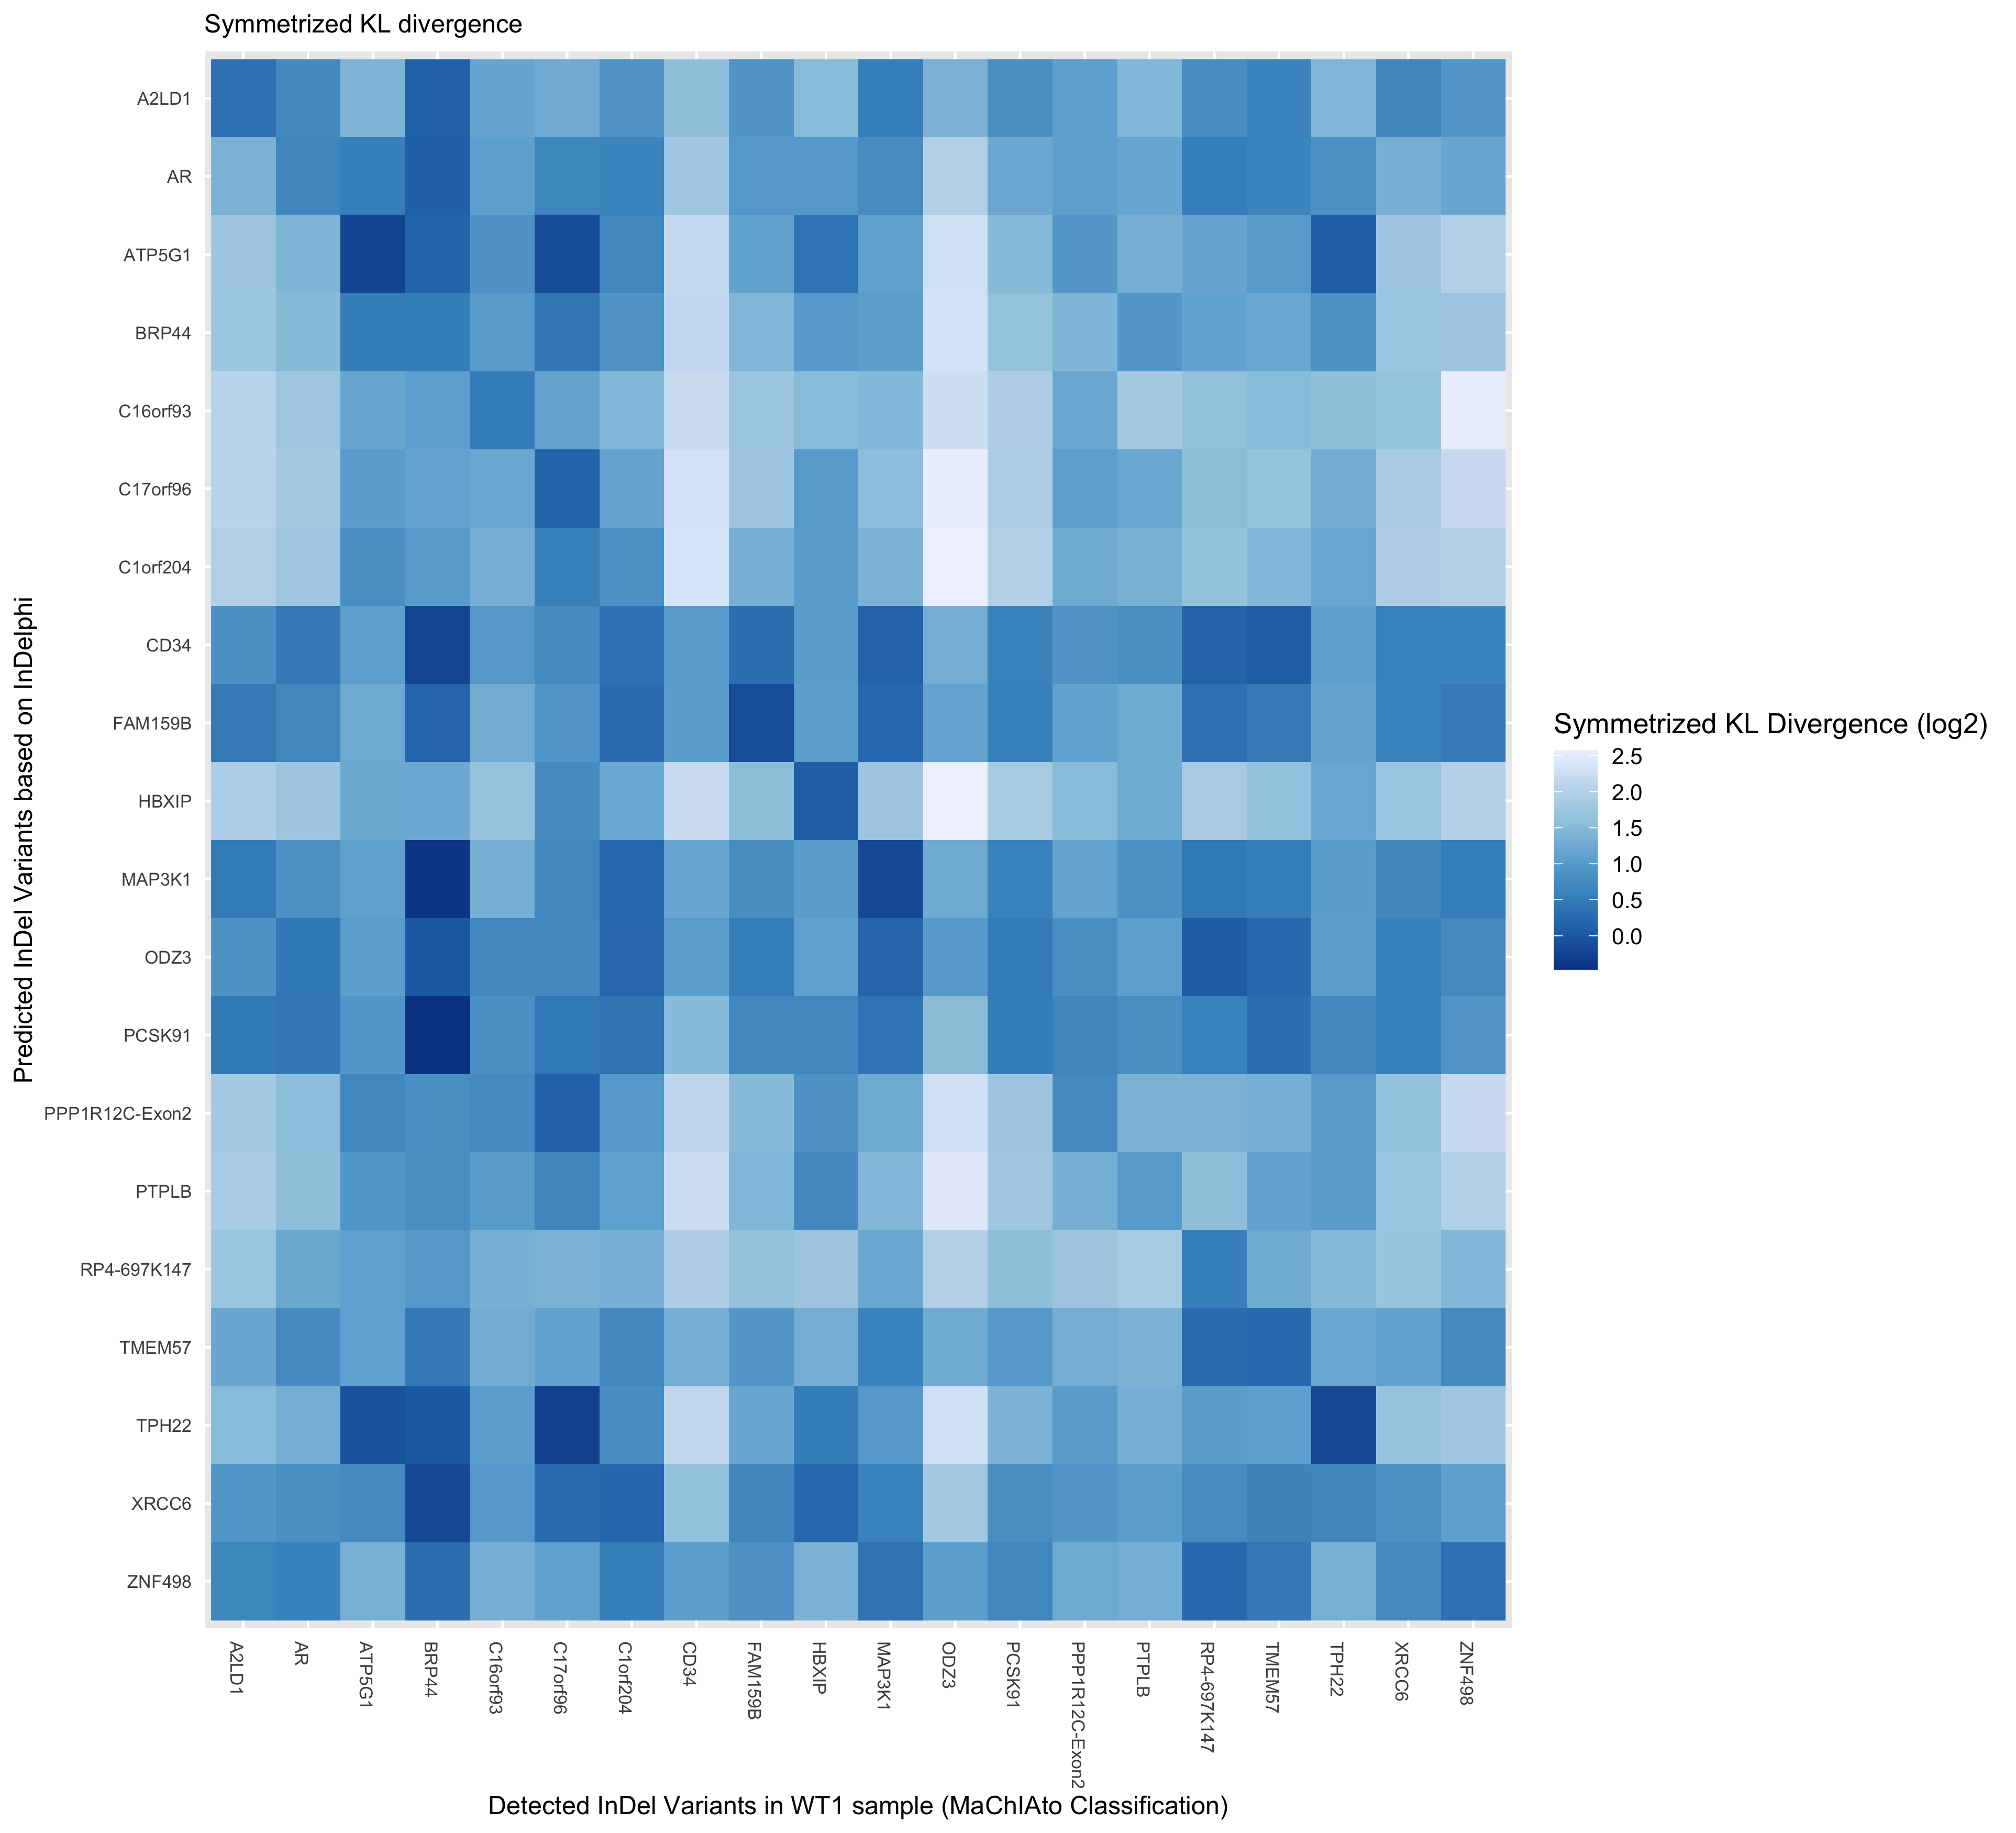 Symmetrized KL divergence
A2LD1
AR
ATP5G1
BRP44
C16orf93
C17orf96
C1orf204
CD34
FAM159B
HBXIP
MAP3K1
ODZ3
PCSK91
PPP1R12C-Exon2
PTPLB
RP4-697K147
TMEM57
TPH22
XRCC6
ZNF498
Predicted InDel Variants based on InDelphi
A2LD1
AR
ATP5G1
BRP44
C16orf93
C17orf96
C1orf204
CD34
FAM159B
HBXIP
MAP3K1
ODZ3
PCSK91
PPP1R12C-Exon2
PTPLB
RP4-697K147
TMEM57
TPH22
XRCC6
ZNF498
Detected InDel Variants in WT1 sample (MaChIAto Classification)
Symmetrized KL Divergence (log2)
2.5
2.0
1.5
1.0
0.5
0.0